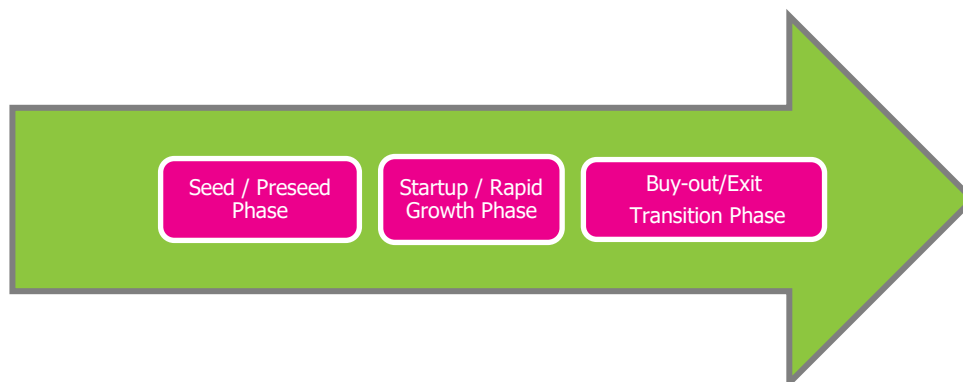 Seed / Preseed
Phase
Startup / Rapid
Growth Phase
Buy-out/Exit
Transition Phase